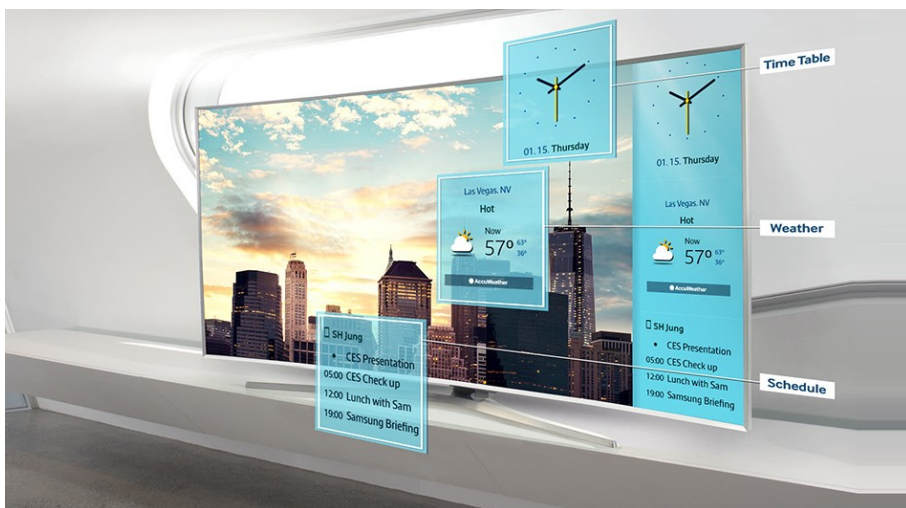 Time Table
01. 15. Thursday
01. 15. Thursday
Las Vegas. NV
Hot
Now
57° 63°
36°
AccuWeather
Las Vegas. NV
Hot
Now
57° 63°
36°
AccuWeather
Weather
SH Jung
• CES Presentation
05:00 CES Check up
12:00 Lunch with Sam
19:00 Samsung Briefing
SH Jung
• CES Presentation
05:00 CES Check up
12:00 Lunch with Sam
19:00 Samsung Briefing
Schedule